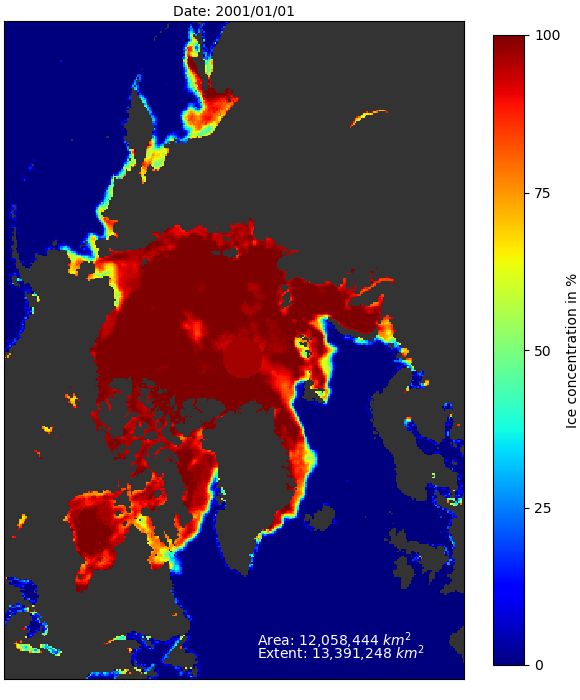 Date: 2001/01/01
100
75
50
25
0
Ice concentration in %
Area: 12,058,444 km²
Extent: 13,391,248 km²